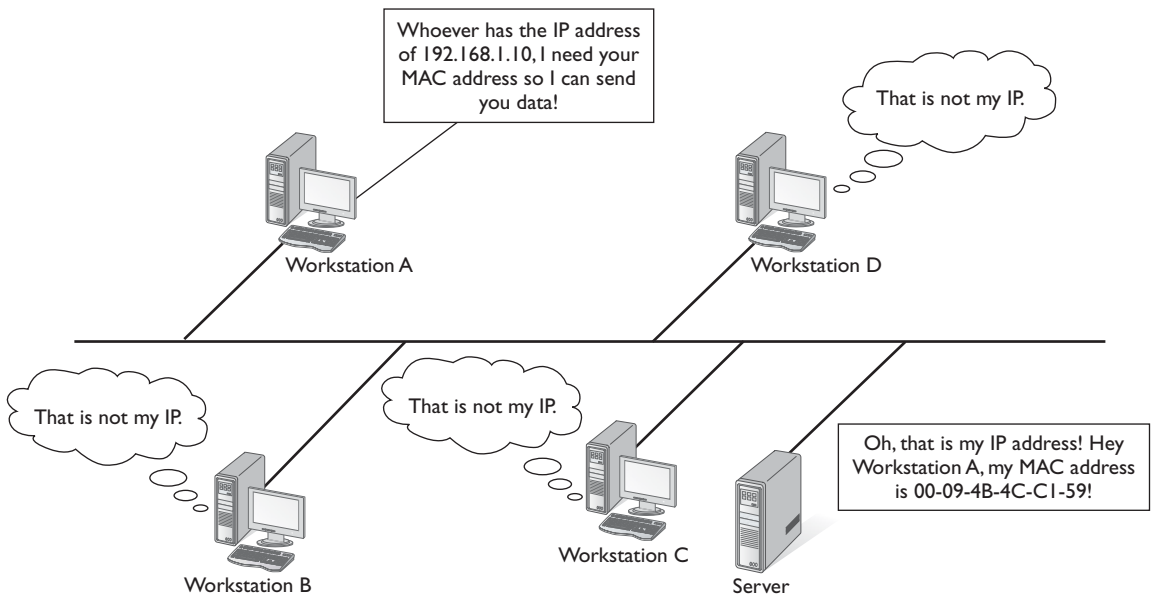 Whoever has the IP address
of 192.168.1.10, I need your
MAC address so I can send
you data!
That is not my IP.
Workstation A
Workstation D
That is not my IP.
That is not my IP.
Oh, that is my IP address! Hey
Workstation A, my MAC address
is 00-09-4B-4C-C1-59!
Workstation B
Workstation C
Server